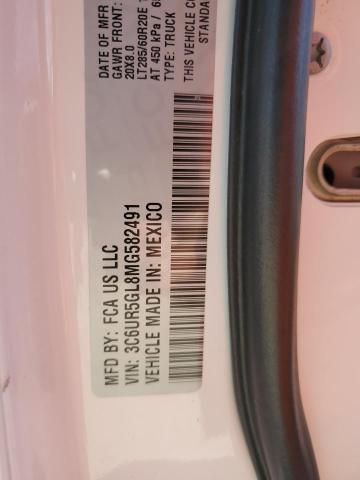 MFD BY: FCA US LLC
VIN: 3C6UR5GL8MG582491
VEHICLE MADE IN: MEXICO
DATE OF MFR
GAWR FRONT:
20X8.0
LT285/60R20E
AT 450 kPa /
TYPE: TRUCK
THIS VEHICLE
STANDA